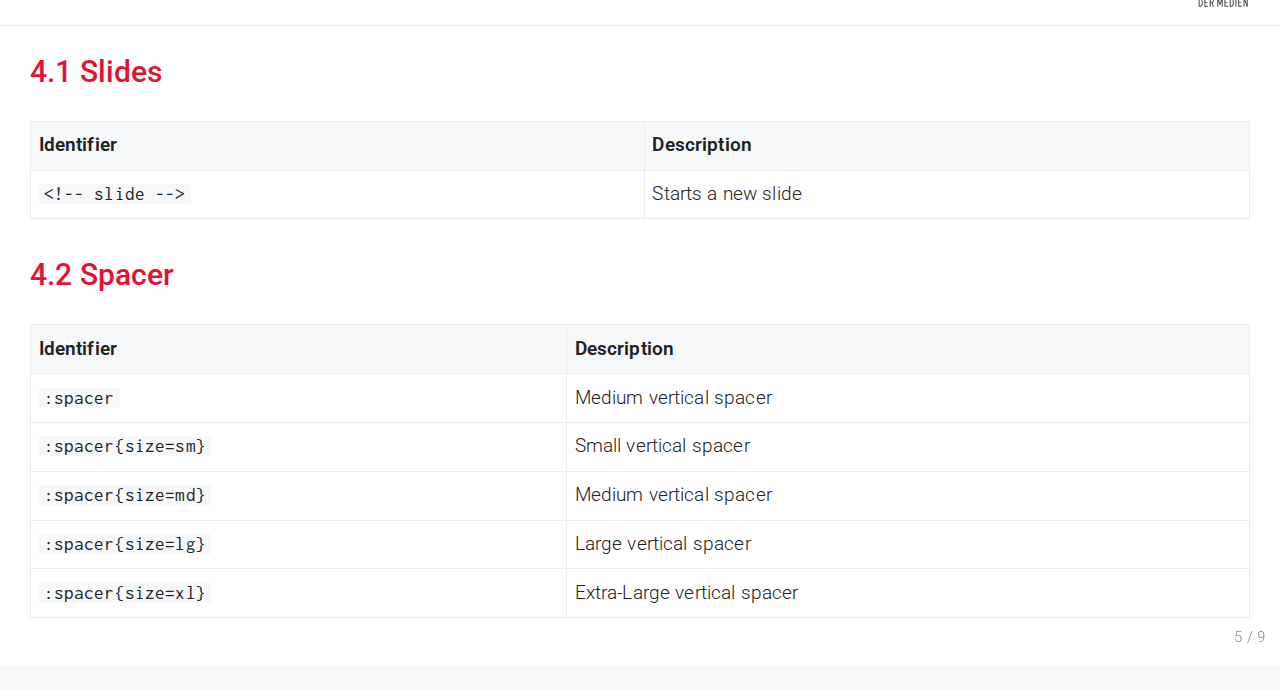 DER MEDIEN
4.1 Slides
Identifier Description
<!-- slide --> Starts a new slide
4.2 Spacer
Identifier Description
:spacer Medium vertical spacer
:spacer{size=sm} Small vertical spacer
:spacer{size=md} Medium vertical spacer
:spacer{size=lg} Large vertical spacer
:spacer{size=xl} Extra-Large vertical spacer
5 / 9